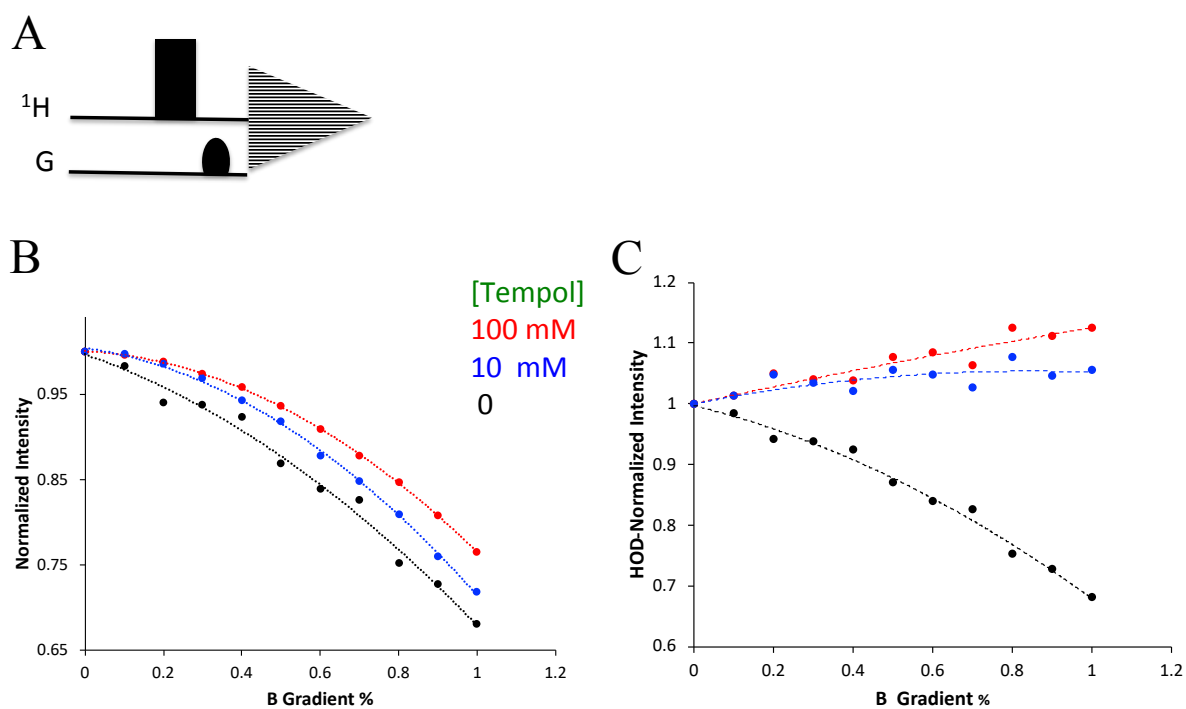 A
¹H
G
B
Normalized Intensity
0.95
0.85
0.75
0.65
0
0.2
0.4
0.6
0.8
1
1.2
B Gradient %
[Tempol]
100 mM
10 mM
0
C
HOD-Normalized Intensity
1.2
1.1
1
0.9
0.8
0.7
0.6
0
0.2
0.4
0.6
0.8
1
1.2
B Gradient %